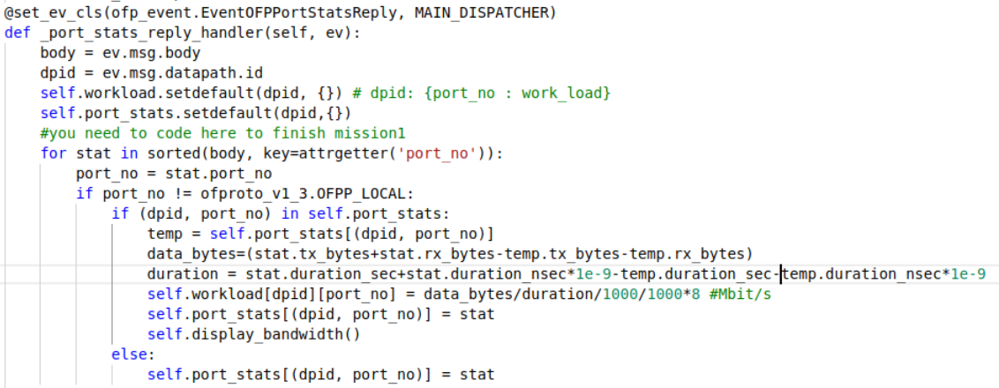 @set_ev_cls(ofp_event.EventOFPPortStatsReply, MAIN_DISPATCHER)
def _port_stats_reply_handler(self, ev):
    body = ev.msg.body
    dpid = ev.msg.datapath.id
    self.workload.setdefault(dpid, {}) # dpid: {port_no : work_load}
    self.port_stats.setdefault(dpid,{})
    #you need to code here to finish mission1
    for stat in sorted(body, key=attrgetter('port_no')):
        port_no = stat.port_no
        if port_no != ofproto_v1_3.OFPP_LOCAL:
            if (dpid, port_no) in self.port_stats:
                temp = self.port_stats[(dpid, port_no)]
                data_bytes=(stat.tx_bytes+stat.rx_bytes-temp.tx_bytes-temp.rx_bytes)
                duration = stat.duration_sec+stat.duration_nsec*1e-9-temp.duration_sec-temp.duration_nsec*1e-9
                self.workload[dpid][port_no] = data_bytes/duration/1000/1000*8 #Mbit/s
                self.port_stats[(dpid, port_no)] = stat
                self.display_bandwidth()
            else:
                self.port_stats[(dpid, port_no)] = stat